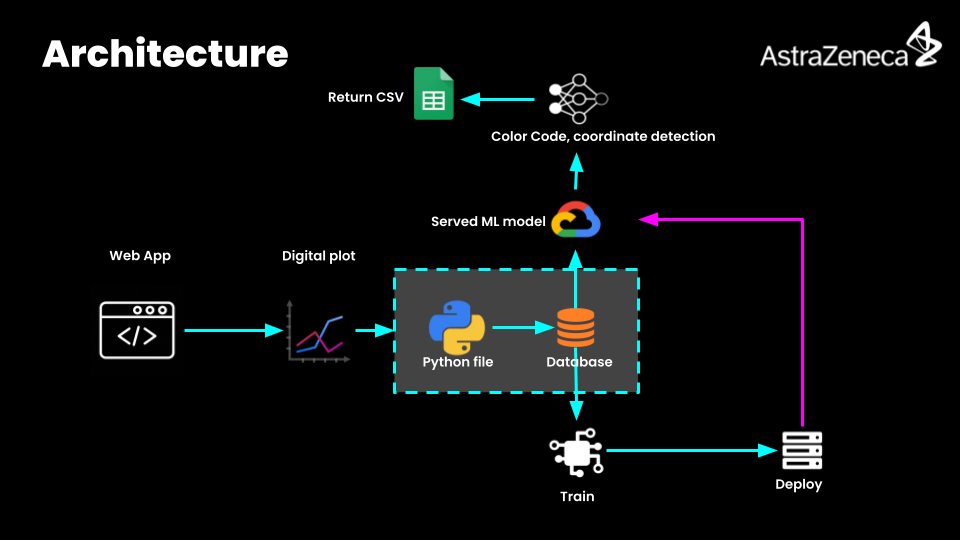 Architecture
AstraZeneca
Return CSV
Color Code, coordinate detection
Served ML model
Web App
Digital plot
Python file
Database
Train
Deploy